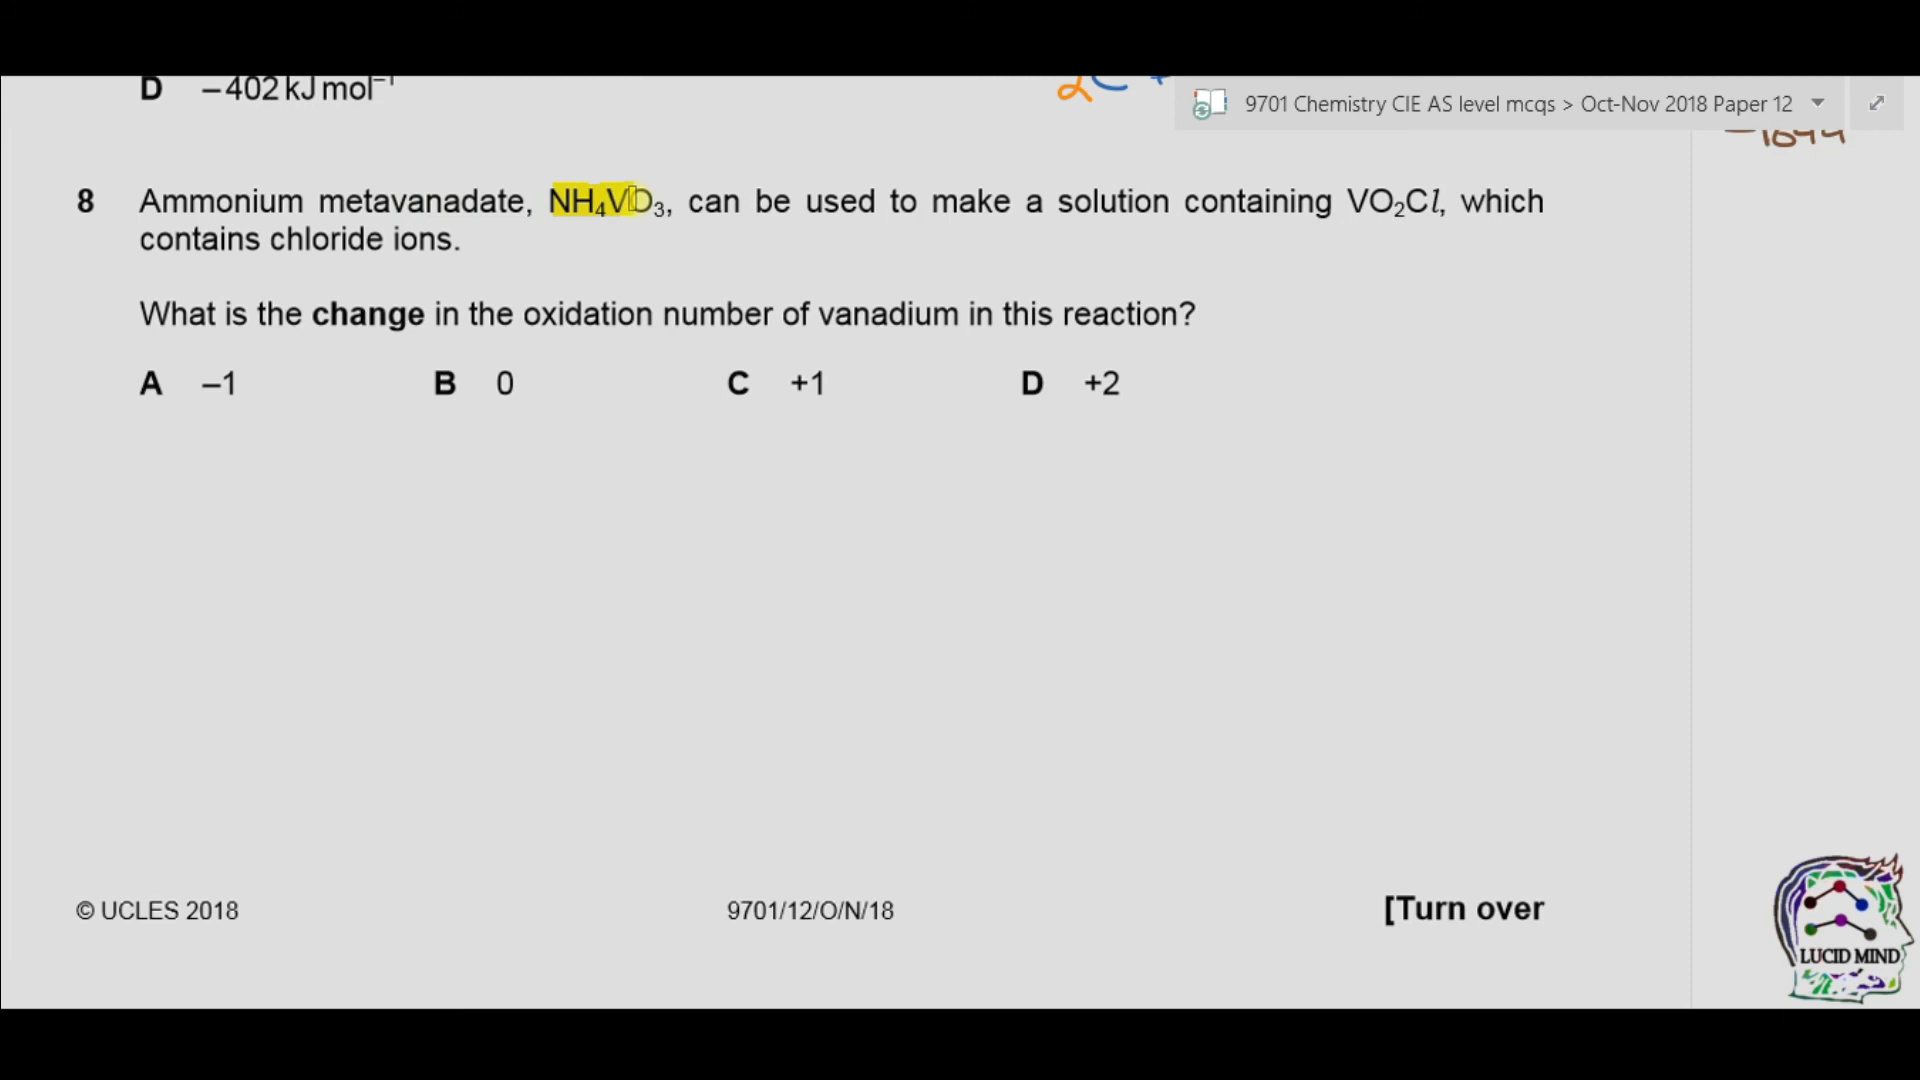 D –402 kJ mol⁻¹
9701 Chemistry CIE AS level mcqs > Oct-Nov 2018 Paper 12
8 Ammonium metavanadate, NH₄VO₃, can be used to make a solution containing VO₂Cl, which
contains chloride ions.
What is the change in the oxidation number of vanadium in this reaction?
A –1 B 0 C +1 D +2
© UCLES 2018 9701/12/O/N/18 [Turn over
LUCID MIND